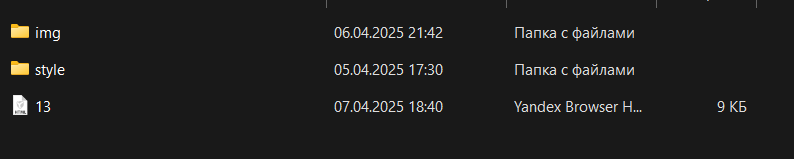 img 06.04.2025 21:42 Папка с файлами
style 05.04.2025 17:30 Папка с файлами
HTML 13 07.04.2025 18:40 Yandex Browser H... 9 КБ